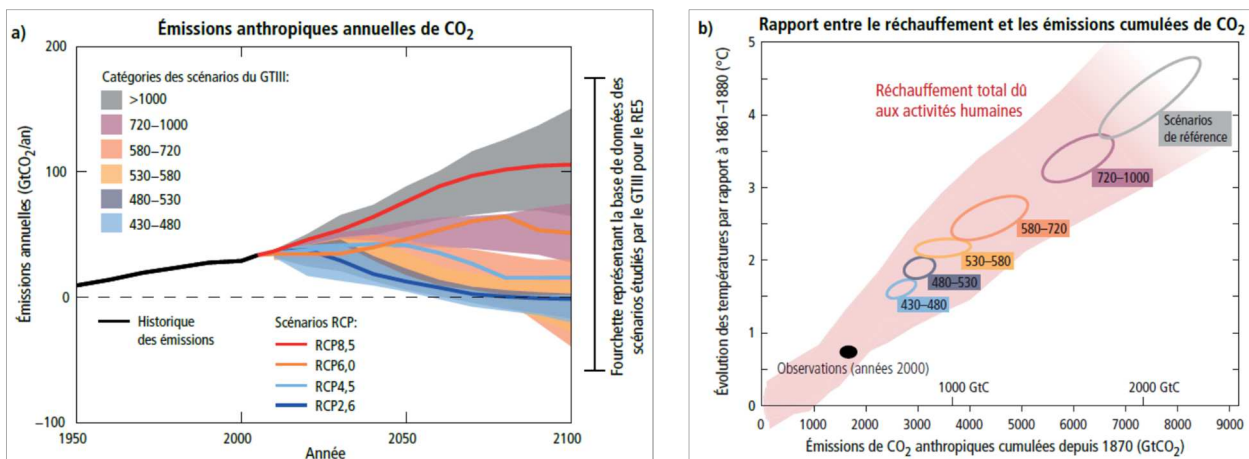 a)
Émissions anthropiques annuelles de CO₂
200
100
0
−100
Émissions annuelles (GtCO₂/an)
Catégories des scénarios du GTIII:
>1000
720–1000
580–720
530–580
480–530
430–480
Historique
des émissions
Scénarios RCP:
RCP8,5
RCP6,0
RCP4,5
RCP2,6
1950
2000
2050
2100
Année
Fourchette représentant la base de données des
scénarios étudiés par le GTIII pour le RE5
b)
Rapport entre le réchauffement et les émissions cumulées de CO₂
5
4
3
2
1
0
Évolution des températures par rapport à 1861–1880 (°C)
Réchauffement total dû
aux activités humaines
Scénarios
de référence
720–1000
580–720
530–580
480–530
430–480
Observations (années 2000)
1000 GtC
2000 GtC
0
1000
2000
3000
4000
5000
6000
7000
8000
9000
Émissions de CO₂ anthropiques cumulées depuis 1870 (GtCO₂)